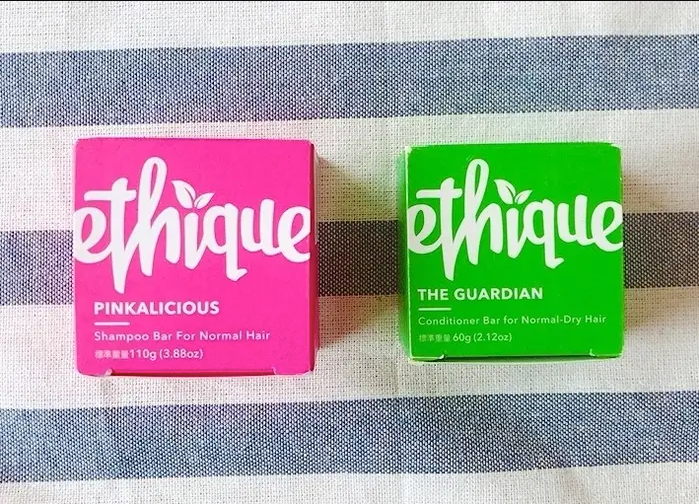 ethique
PINKALICIOUS
Shampoo Bar For Normal Hair
標準重量110g (3.88oz)
ethique
THE GUARDIAN
Conditioner Bar for Normal-Dry Hair
標準重量 60g (2.12oz)